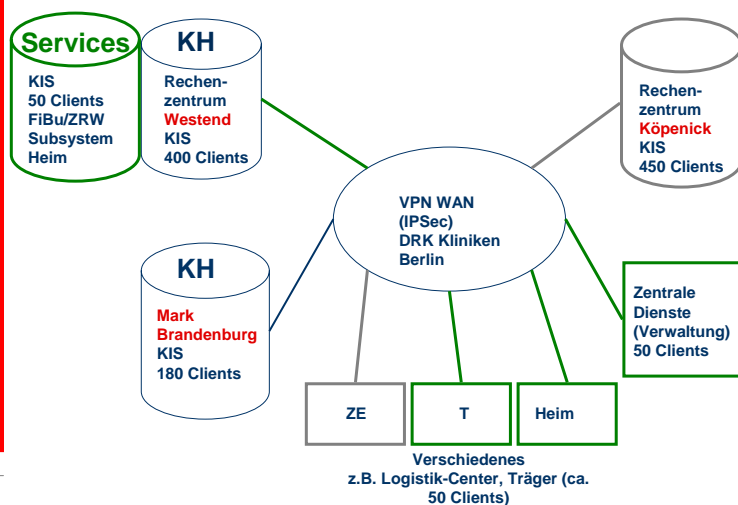 Services
KIS
50 Clients
FiBu/ZRW
Subsystem
Heim
KH
Rechen-
zentrum
Westend
KIS
400 Clients
Rechen-
zentrum
Köpenick
KIS
450 Clients
VPN WAN
(IPSec)
DRK Kliniken
Berlin
KH
Mark
Brandenburg
KIS
180 Clients
Zentrale
Dienste
(Verwaltung)
50 Clients
ZE
T
Heim
Verschiedenes
z.B. Logistik-Center, Träger (ca.
50 Clients)